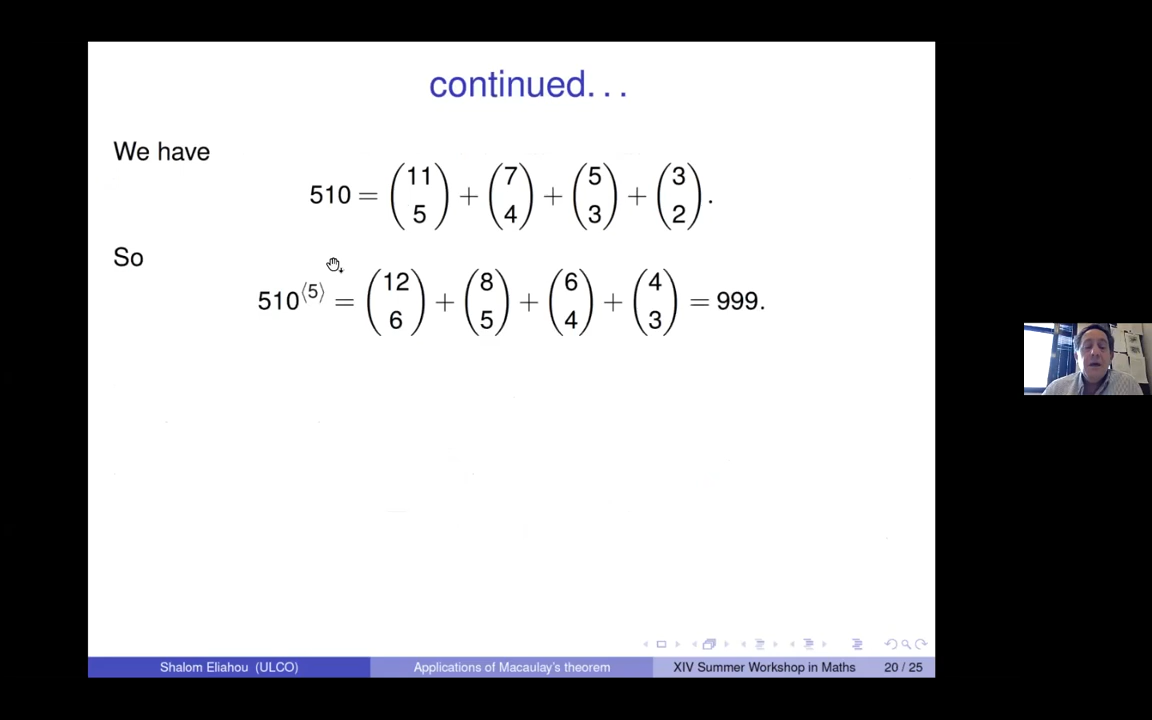 continued. . .
We have
510 = (11 5) + (7 4) + (5 3) + (3 2).
So
510⟨5⟩ = (12 6) + (8 5) + (6 4) + (4 3) = 999.
Shalom Eliahou (ULCO) Applications of Macaulay's theorem XIV Summer Workshop in Maths 20 / 25